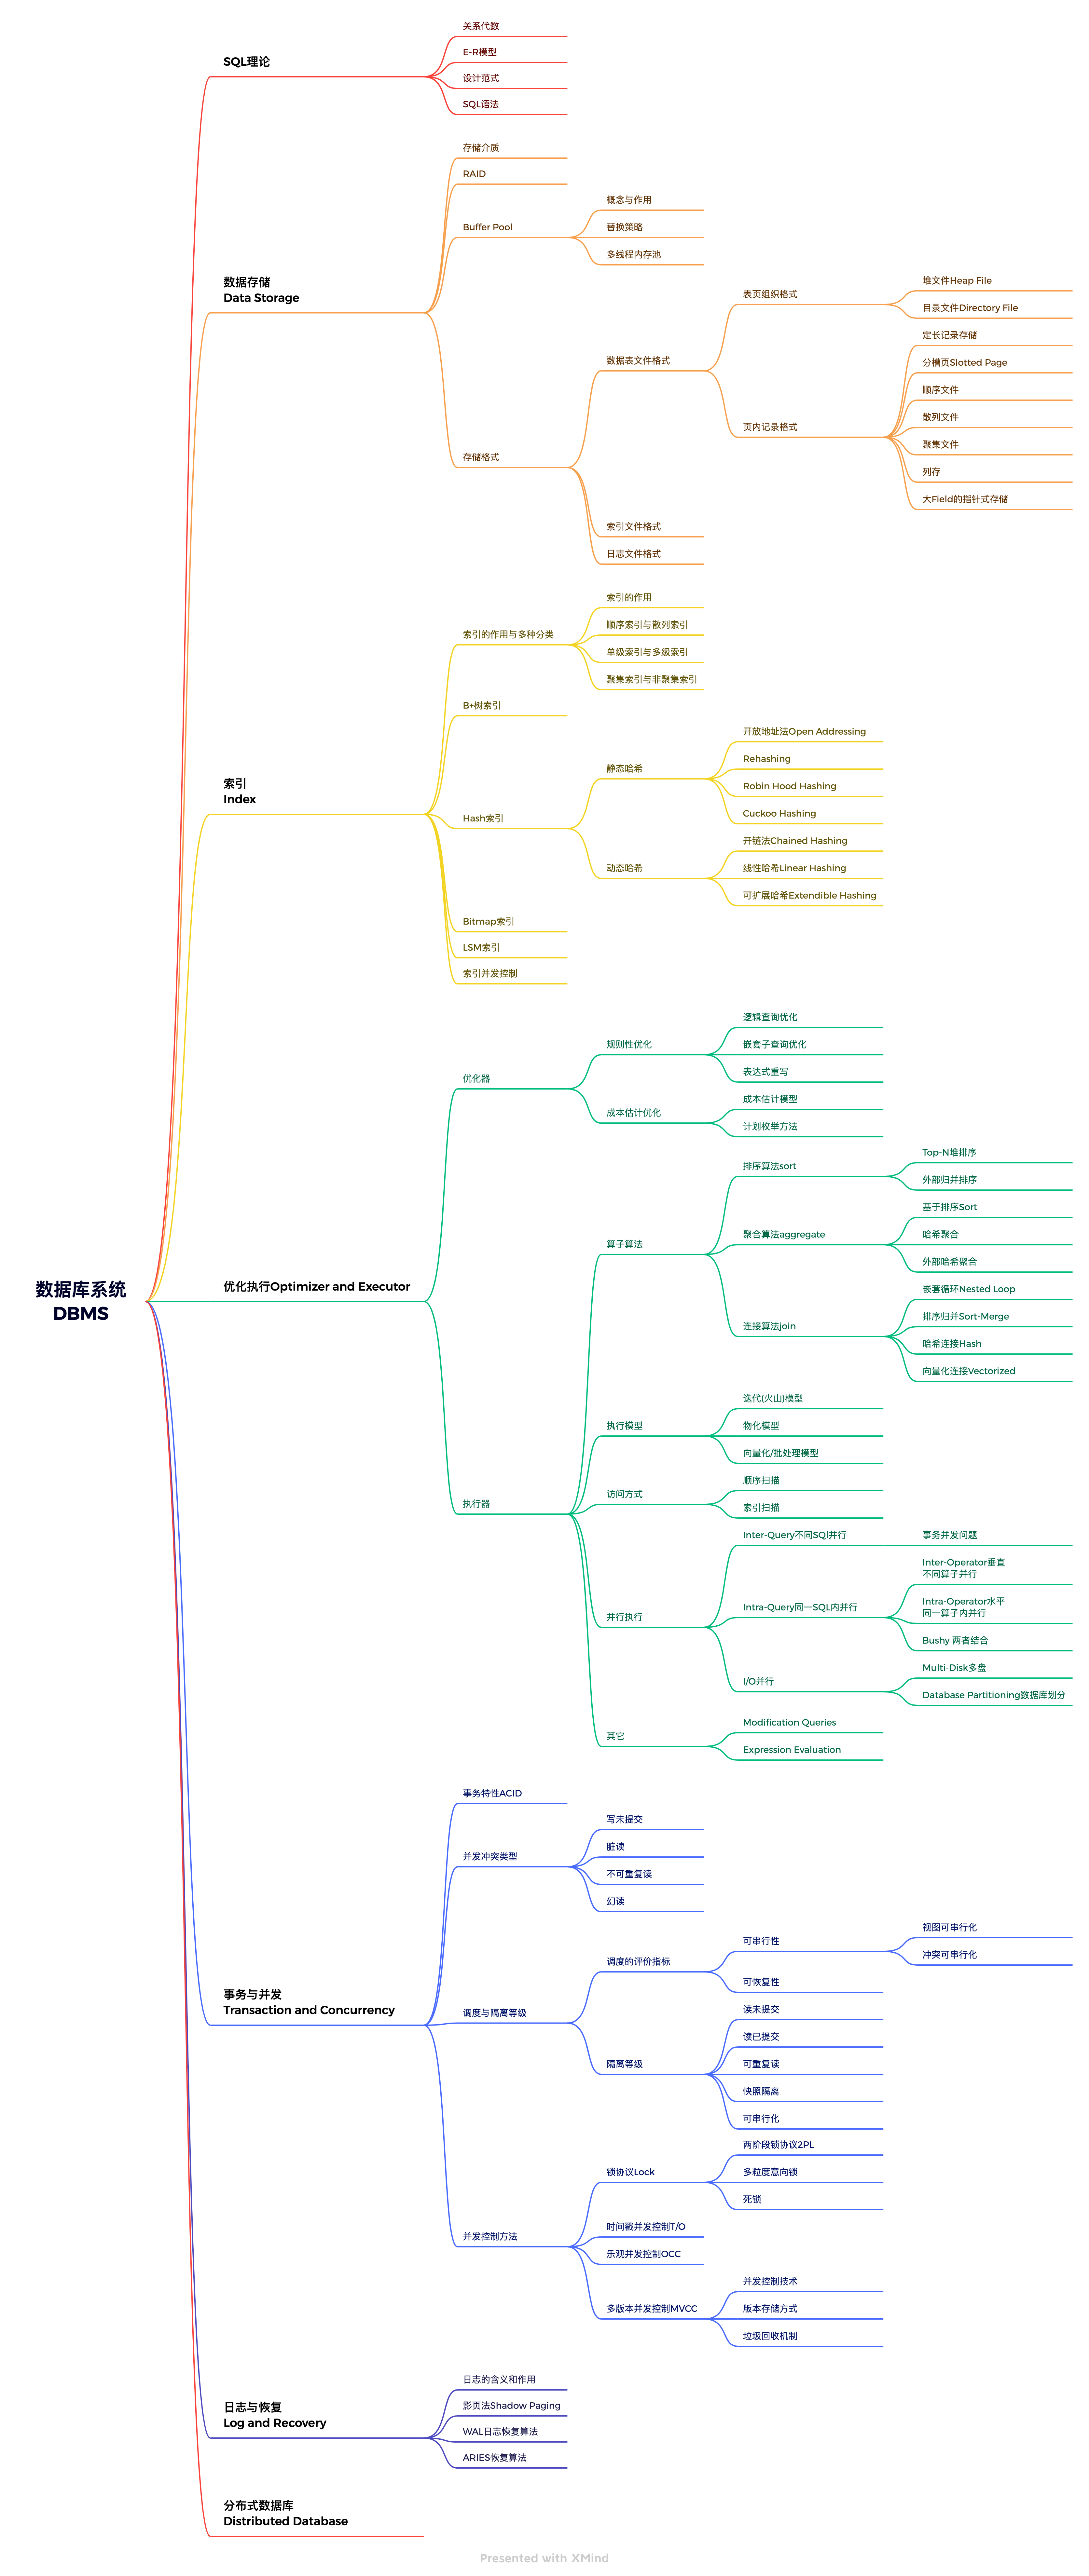 数据库系统
DBMS
SQL理论
关系代数
E-R模型
设计范式
SQL语法
数据存储
Data Storage
存储介质
RAID
Buffer Pool
概念与作用
替换策略
多线程内存池
存储格式
数据表文件格式
表页组织格式
堆文件Heap File
目录文件Directory File
页内记录格式
定长记录存储
分槽页Slotted Page
顺序文件
散列文件
聚集文件
列存
大Field的指针式存储
索引文件格式
日志文件格式
索引
Index
索引的作用与多种分类
索引的作用
顺序索引与散列索引
单级索引与多级索引
聚集索引与非聚集索引
B+树索引
Hash索引
静态哈希
开放地址法Open Addressing
Rehashing
Robin Hood Hashing
Cuckoo Hashing
动态哈希
开链法Chained Hashing
线性哈希Linear Hashing
可扩展哈希Extendible Hashing
Bitmap索引
LSM索引
索引并发控制
优化执行Optimizer and Executor
优化器
规则性优化
逻辑查询优化
嵌套子查询优化
表达式重写
成本估计优化
成本估计模型
计划枚举方法
执行器
算子算法
排序算法sort
Top-N堆排序
外部归并排序
聚合算法aggregate
基于排序Sort
哈希聚合
外部哈希聚合
连接算法join
嵌套循环Nested Loop
排序归并Sort-Merge
哈希连接Hash
向量化连接Vectorized
执行模型
迭代(火山)模型
物化模型
向量化/批处理模型
访问方式
顺序扫描
索引扫描
并行执行
Inter-Query不同SQl并行
事务并发问题
Intra-Query同一SQL内并行
Inter-Operator垂直
不同算子并行
Intra-Operator水平
同一算子内并行
Bushy 两者结合
I/O并行
Multi-Disk多盘
Database Partitioning数据库划分
其它
Modification Queries
Expression Evaluation
事务与并发
Transaction and Concurrency
事务特性ACID
并发冲突类型
写未提交
脏读
不可重复读
幻读
调度与隔离等级
调度的评价指标
可串行性
视图可串行化
冲突可串行化
可恢复性
隔离等级
读未提交
读已提交
可重复读
快照隔离
可串行化
并发控制方法
锁协议Lock
两阶段锁协议2PL
多粒度意向锁
死锁
时间戳并发控制T/O
乐观并发控制OCC
多版本并发控制MVCC
并发控制技术
版本存储方式
垃圾回收机制
日志与恢复
Log and Recovery
日志的含义和作用
影页法Shadow Paging
WAL日志恢复算法
ARIES恢复算法
分布式数据库
Distributed Database
Presented with XMind